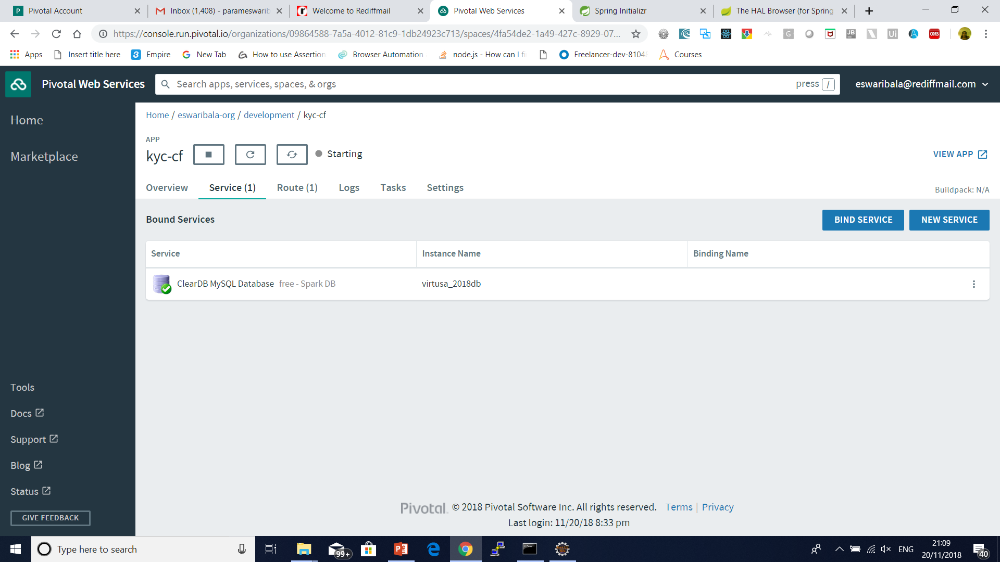 Pivotal Account
Inbox (1,408) - parameswarib
Welcome to Rediffmail
Pivotal Web Services
Spring Initializr
The HAL Browser (for Spring
https://console.run.pivotal.io/organizations/09864588-7a5a-4012-81c9-1db24923c713/spaces/4fa54de2-1a49-427c-8929-07...
Apps
Insert title here
Empire
New Tab
How to use Assertion
Browser Automation
node.js - How can I fi
Freelancer-dev-81048
Courses
Pivotal Web Services
Search apps, services, spaces, & orgs
press /
eswaribala@rediffmail.com
Home
Marketplace
Tools
Docs
Support
Blog
Status
GIVE FEEDBACK
Home / eswaribala-org / development / kyc-cf
APP
kyc-cf
Starting
VIEW APP
Overview
Service (1)
Route (1)
Logs
Tasks
Settings
Buildpack: N/A
Bound Services
BIND SERVICE
NEW SERVICE
Service
Instance Name
Binding Name
ClearDB MySQL Database free - Spark DB
virtusa_2018db
Pivotal. © 2018 Pivotal Software Inc. All rights reserved. Terms | Privacy
Last login: 11/20/18 8:33 pm
Type here to search
99+
ENG
21:09
20/11/2018
40